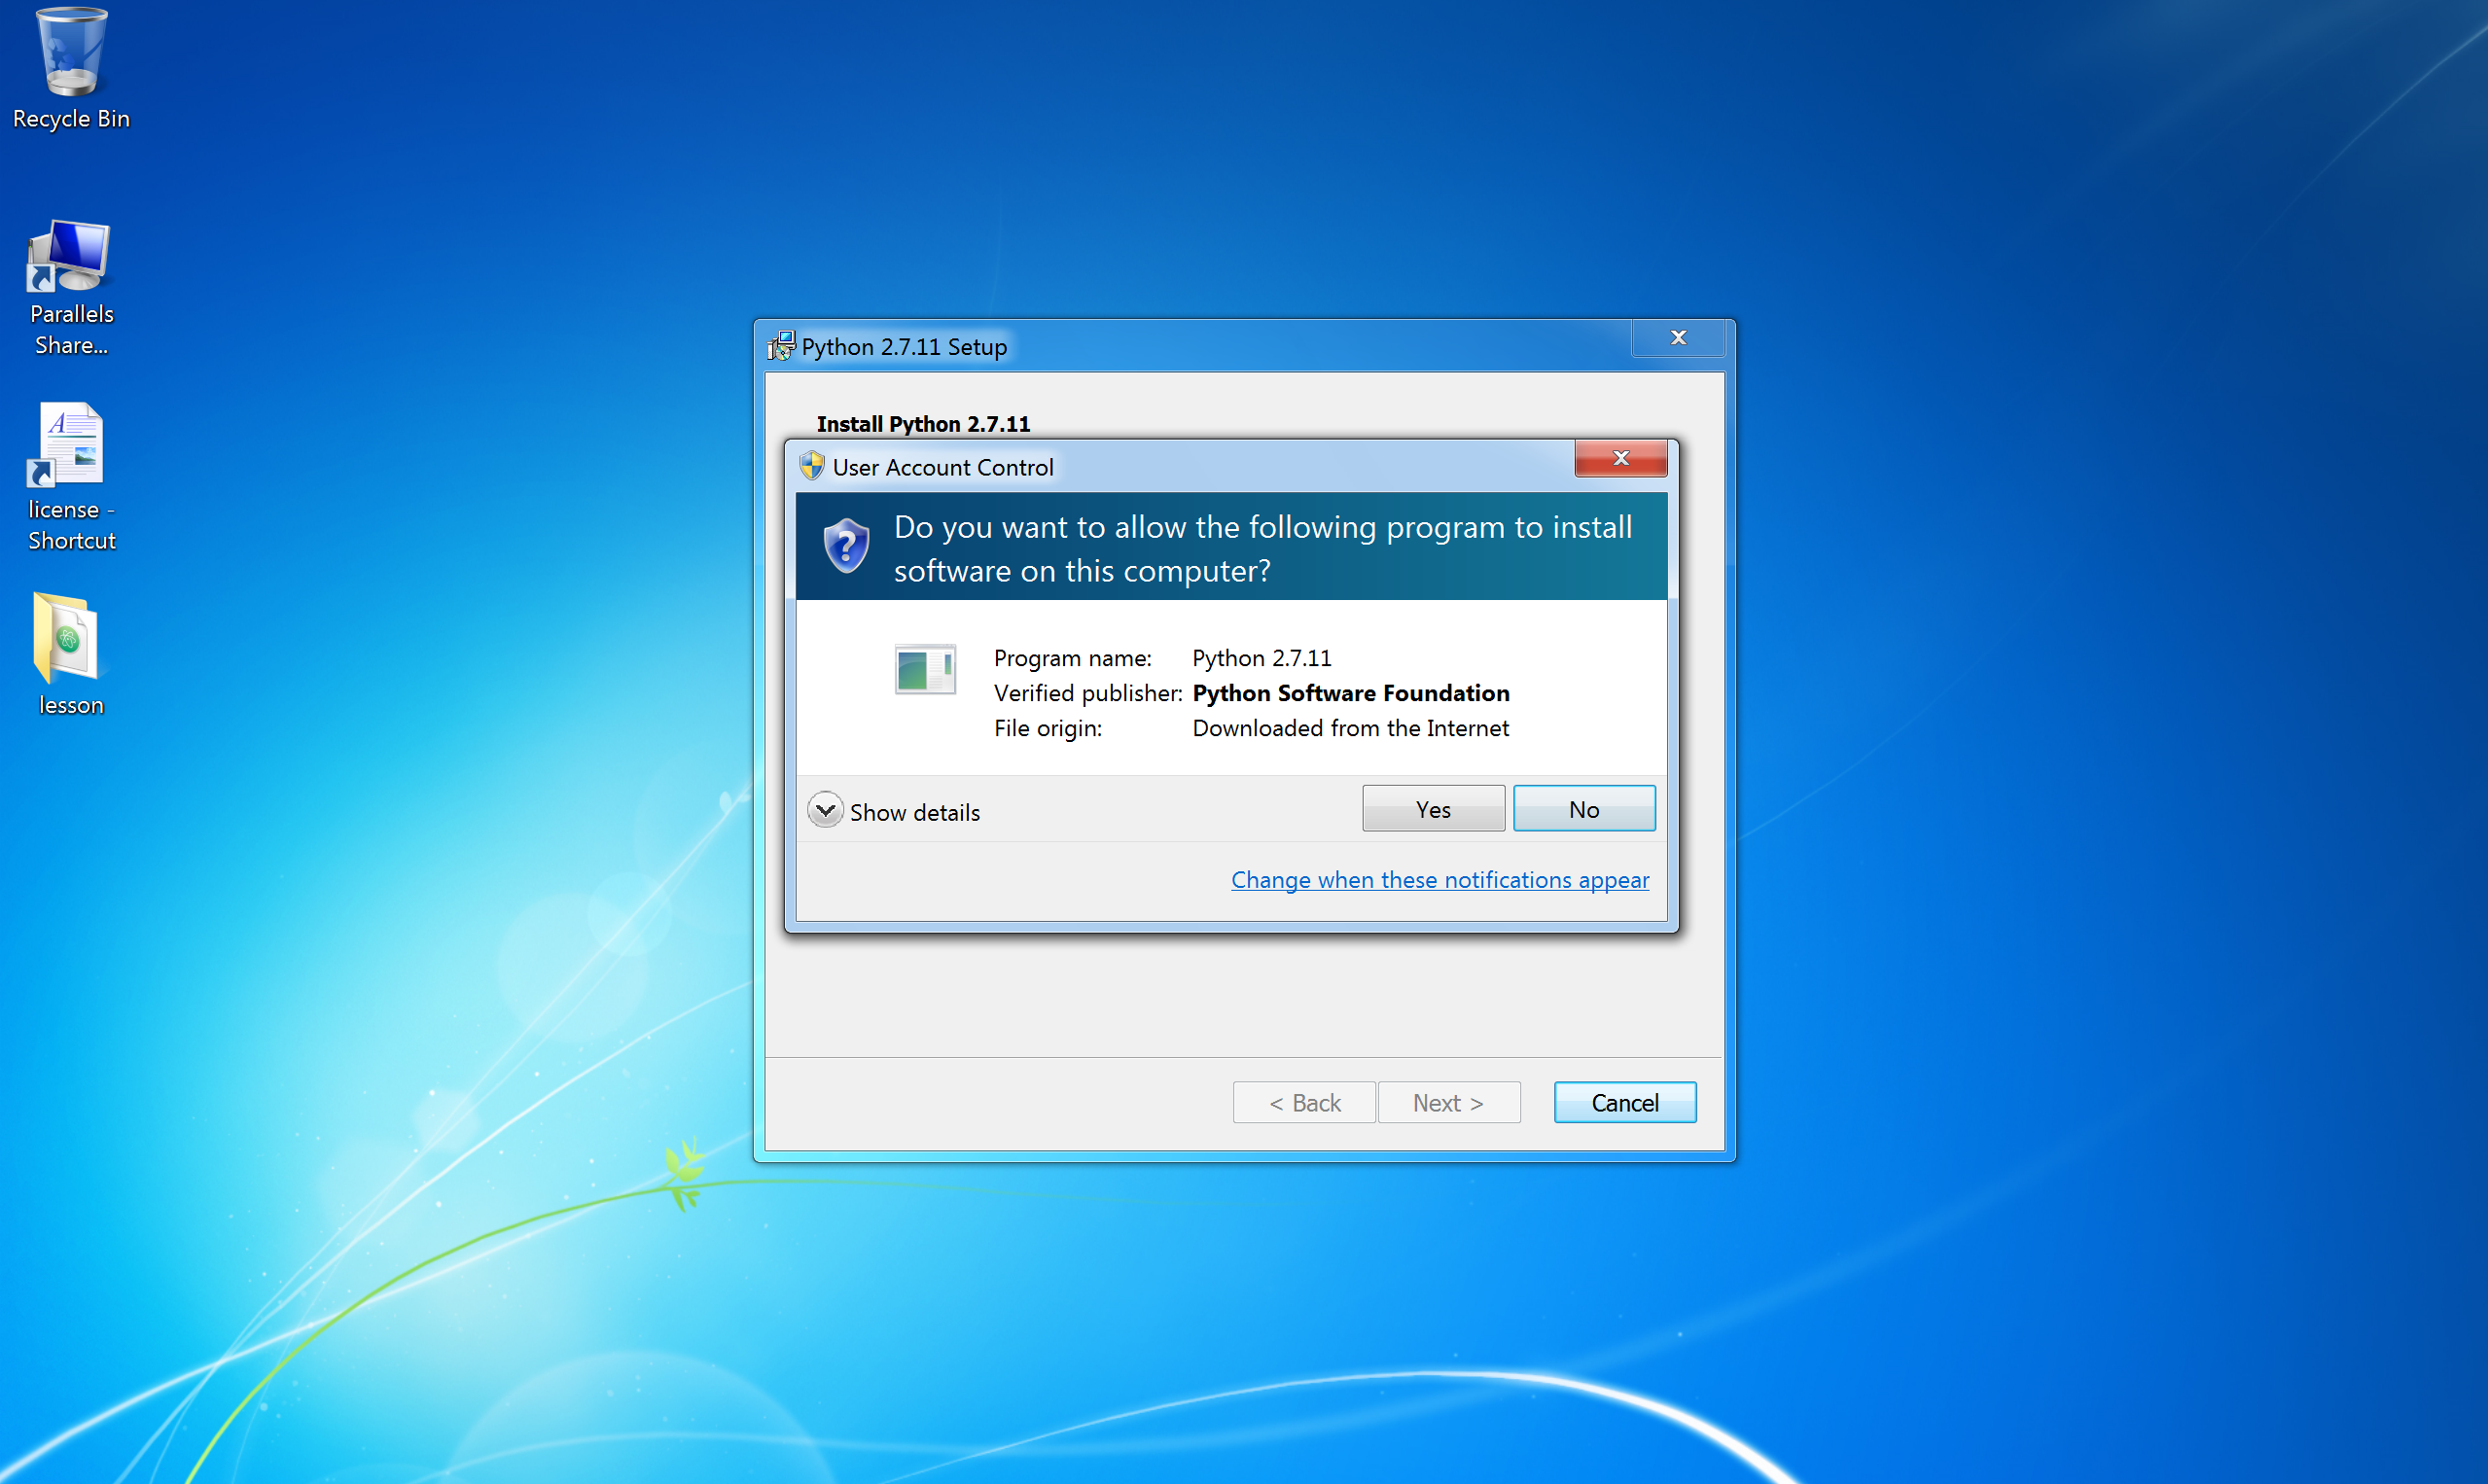 Recycle Bin
Parallels
Share...
license -
Shortcut
lesson
Python 2.7.11 Setup
X
Install Python 2.7.11
User Account Control
X
Do you want to allow the following program to install
software on this computer?
Program name: Python 2.7.11
Verified publisher: Python Software Foundation
File origin: Downloaded from the Internet
Show details
Yes
No
Change when these notifications appear
< Back
Next >
Cancel